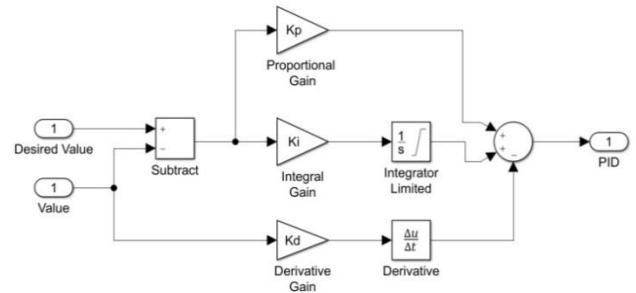 Kp
Proportional
Gain
1
Desired Value
+
−
Subtract
Ki
Integral
Gain
1
s
Integrator
Limited
+
+
−
1
PID
1
Value
Kd
Derivative
Gain
Δu
Δt
Derivative